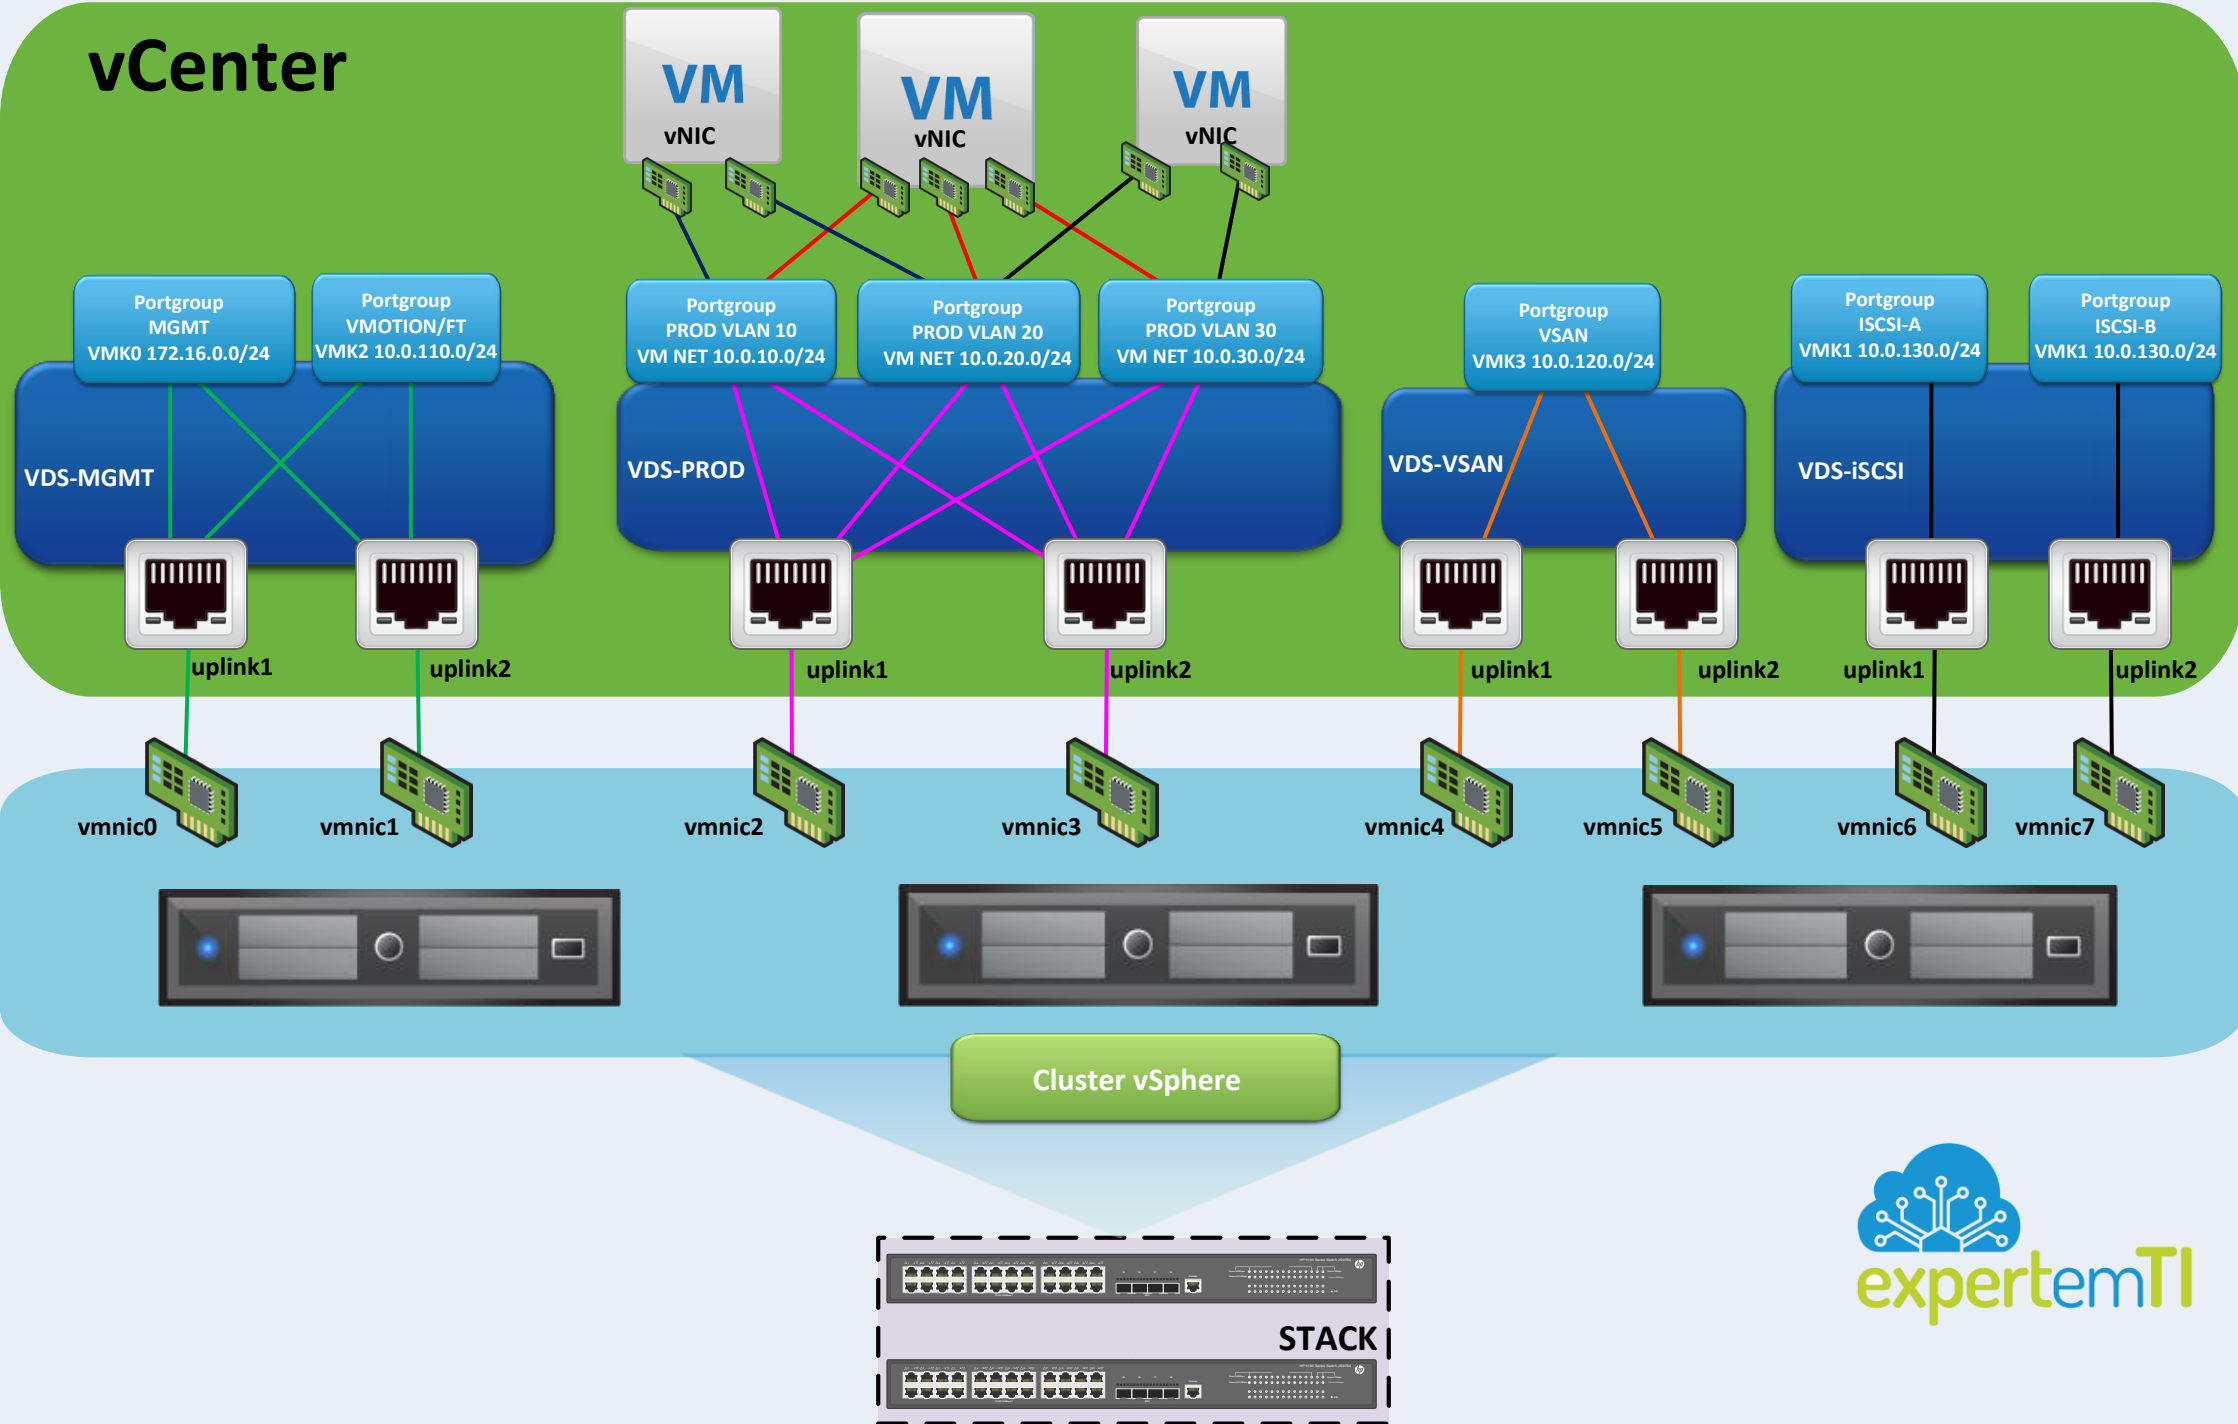 vCenter
VM
vNIC
VM
vNIC
VM
vNIC
Portgroup
MGMT
VMK0 172.16.0.0/24
Portgroup
VMOTION/FT
VMK2 10.0.110.0/24
Portgroup
PROD VLAN 10
VM NET 10.0.10.0/24
Portgroup
PROD VLAN 20
VM NET 10.0.20.0/24
Portgroup
PROD VLAN 30
VM NET 10.0.30.0/24
Portgroup
VSAN
VMK3 10.0.120.0/24
Portgroup
ISCSI-A
VMK1 10.0.130.0/24
Portgroup
ISCSI-B
VMK1 10.0.130.0/24
VDS-MGMT
VDS-PROD
VDS-VSAN
VDS-iSCSI
uplink1
uplink2
uplink1
uplink2
uplink1
uplink2
uplink1
uplink2
vmnic0
vmnic1
vmnic2
vmnic3
vmnic4
vmnic5
vmnic6
vmnic7
Cluster vSphere
STACK
expertemTI